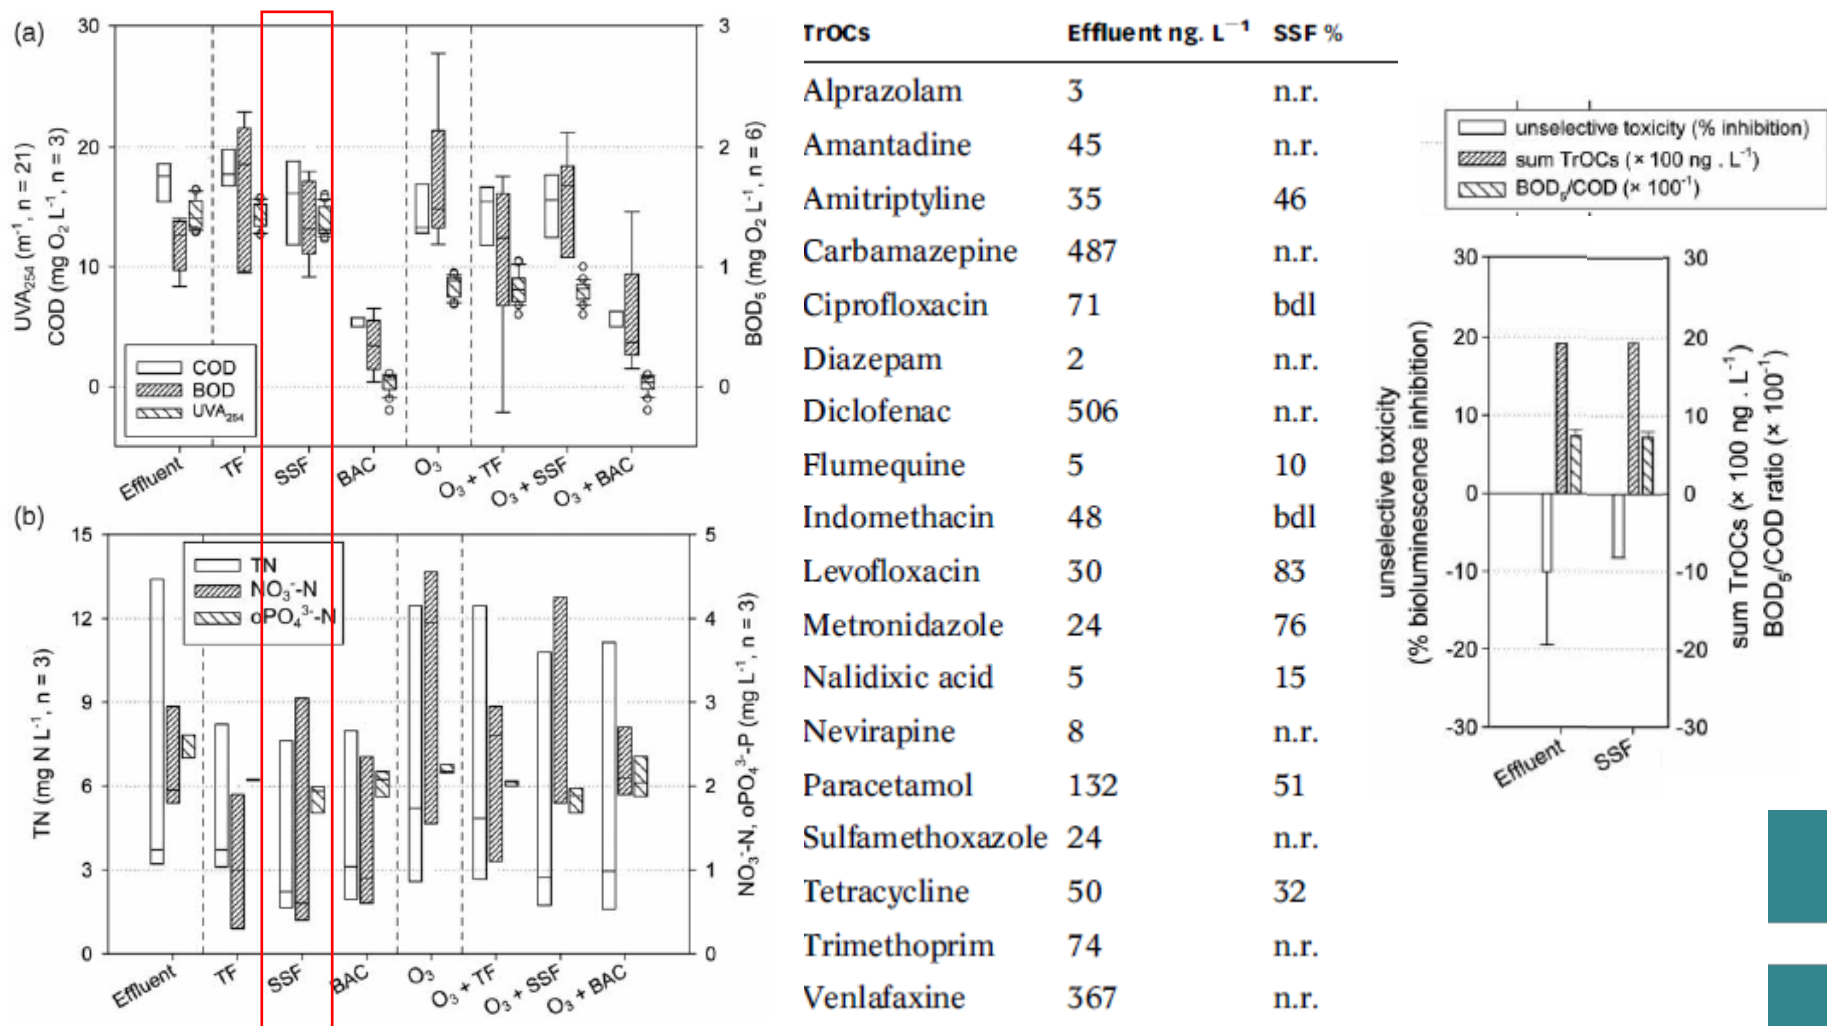 (a)
30
20
10
0
UVA254 (m-1, n = 21)
COD (mg O2 L-1, n = 3)
3
2
1
0
BOD5 (mg O2 L-1, n = 6)
COD
BOD
UVA254
Effluent
TF
SSF
BAC
O3
O3 + TF
O3 + SSF
O3 + BAC
(b)
15
12
9
6
3
0
TN (mg N L-1, n = 3)
5
4
3
2
1
0
NO3--N, oPO43--P (mg L-1, n = 3)
TN
NO3--N
oPO43--N
Effluent
TF
SSF
BAC
O3
O3 + TF
O3 + SSF
O3 + BAC
TrOCs Effluent ng. L−1 SSF %
Alprazolam 3 n.r.
Amantadine 45 n.r.
Amitriptyline 35 46
Carbamazepine 487 n.r.
Ciprofloxacin 71 bdl
Diazepam 2 n.r.
Diclofenac 506 n.r.
Flumequine 5 10
Indomethacin 48 bdl
Levofloxacin 30 83
Metronidazole 24 76
Nalidixic acid 5 15
Nevirapine 8 n.r.
Paracetamol 132 51
Sulfamethoxazole 24 n.r.
Tetracycline 50 32
Trimethoprim 74 n.r.
Venlafaxine 367 n.r.
unselective toxicity (% inhibition)
sum TrOCs (× 100 ng . L-1)
BOD5/COD (× 100-1)
30
20
10
0
-10
-20
-30
unselective toxicity
(% bioluminescence inhibition)
30
20
10
0
-10
-20
-30
sum TrOCs (× 100 ng . L-1)
BOD5/COD ratio (× 100-1)
Effluent
SSF